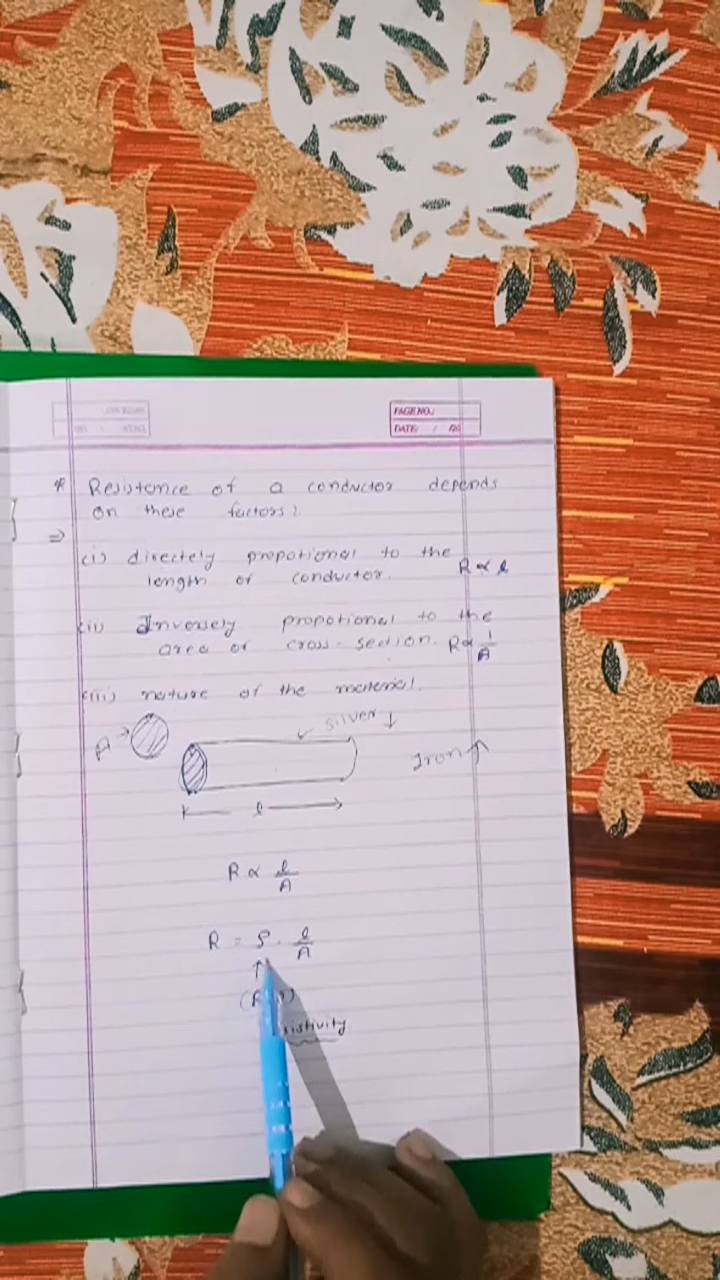 PAGE NO.:
DATE: / /20
* Resistance of a conductor depends
on these factors:
⇒
(i) directely propotional to the
length of conductor. R ∝ l
(ii) Inversely propotional to the
area of cross-section. R ∝ 1/A
(iii) nature of the material.
A → silver ↓
Iron ↑
l
R ∝ l/A
R = ρ · l/A
↑
sistivity